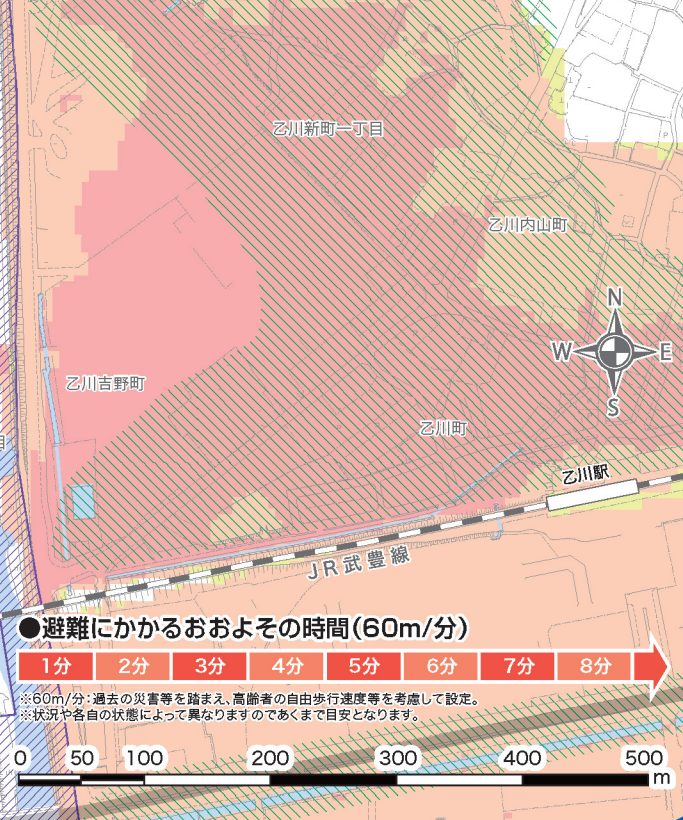 乙川新町一丁目
乙川内山町
N
W E
S
乙川吉野町
目
乙川町
乙川駅
JR武豊線
●避難にかかるおおよその時間(60m/分)
1分 2分 3分 4分 5分 6分 7分 8分
※60m/分:過去の災害等を踏まえ、高齢者の自由歩行速度等を考慮して設定。
※状況や各自の状態によって異なりますのであくまで目安となります。
0 50 100 200 300 400 500
m